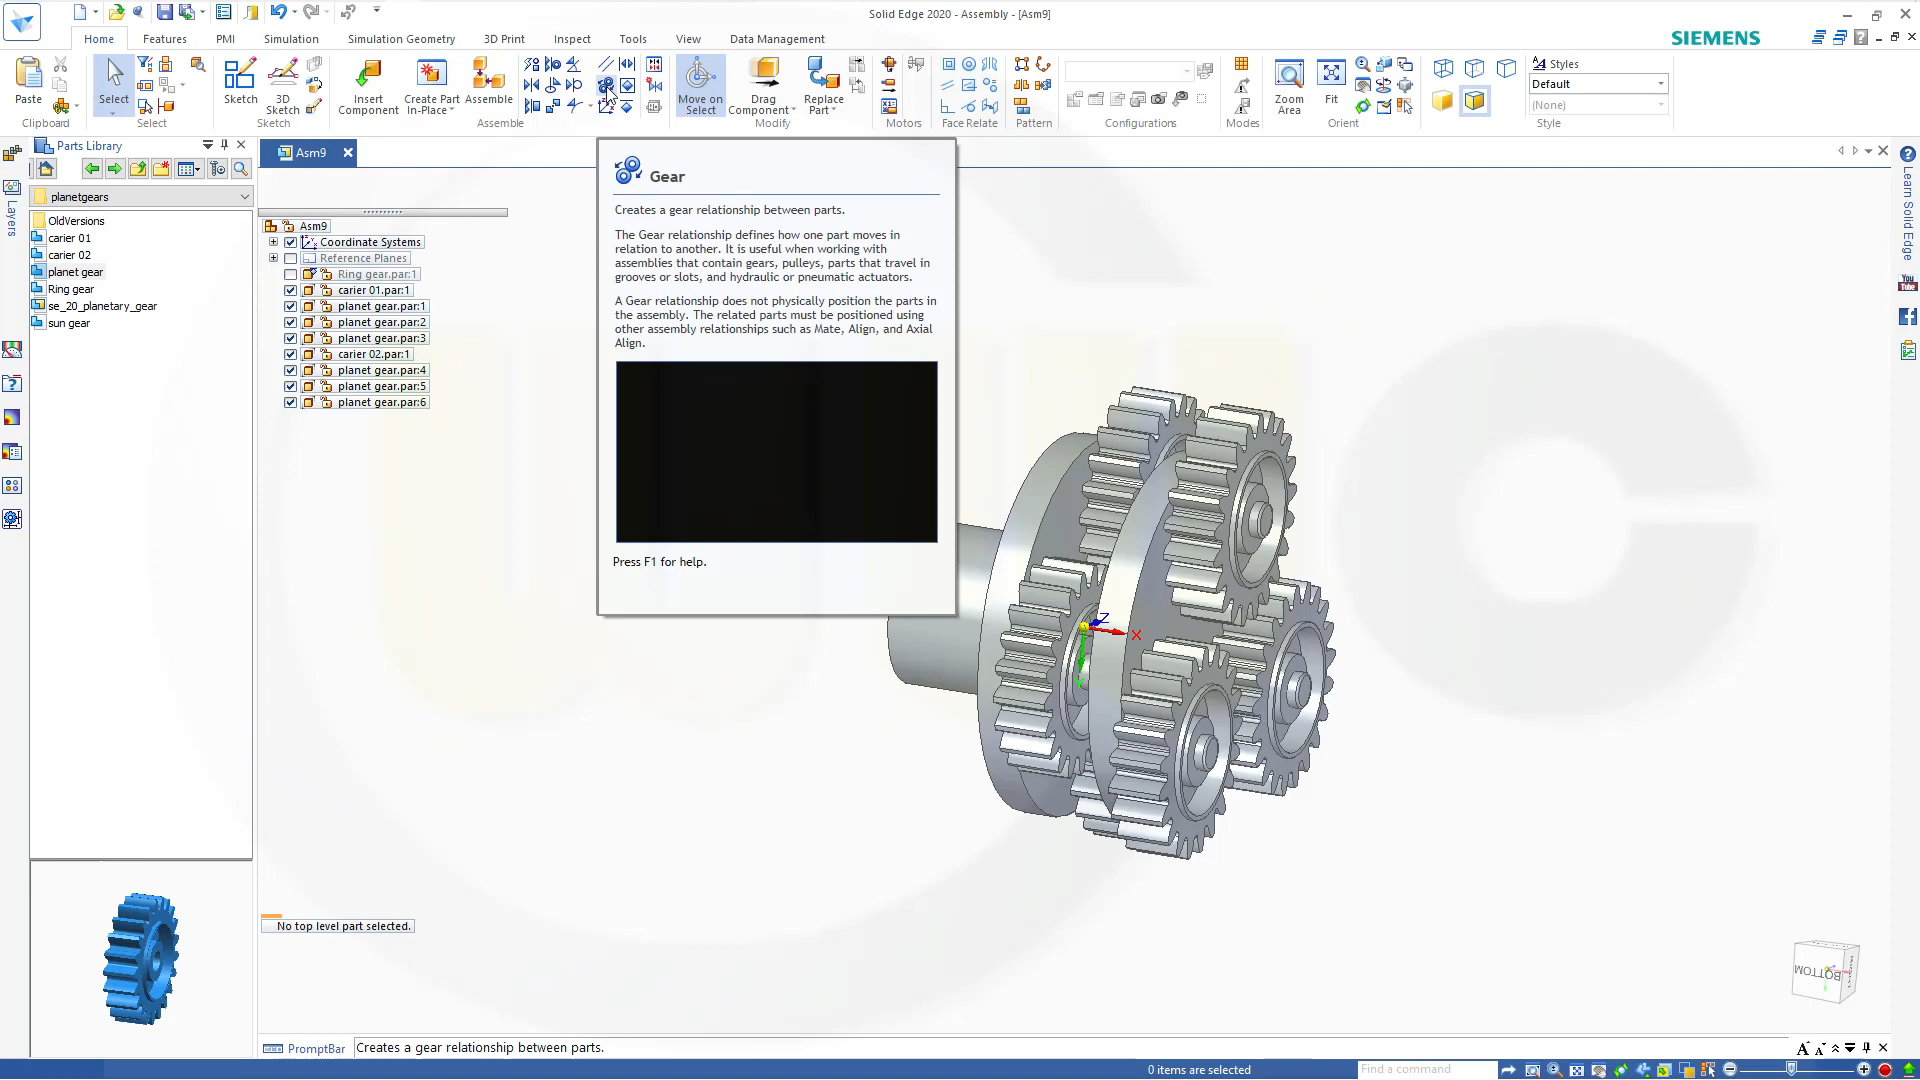 Solid Edge 2020 - Assembly - [Asm9]
Home
Features
PMI
Simulation
Simulation Geometry
3D Print
Inspect
Tools
View
Data Management
SIEMENS
Paste
Clipboard
Select
Select
Sketch
3D
Sketch
Sketch
Insert
Component
Create Part
In-Place
Assemble
Assemble
Move on
Select
Drag
Component
Replace
Part
Modify
Motors
Face Relate
Pattern
Configurations
Modes
Zoom
Area
Fit
Orient
Styles
Default
(None)
Style
Parts Library
planetgears
OldVersions
carier 01
carier 02
planet gear
Ring gear
se_20_planetary_gear
sun gear
Layers
Asm9
Asm9
Coordinate Systems
Reference Planes
Ring gear.par:1
carier 01.par:1
planet gear.par:1
planet gear.par:2
planet gear.par:3
carier 02.par:1
planet gear.par:4
planet gear.par:5
planet gear.par:6
Gear
Creates a gear relationship between parts.
The Gear relationship defines how one part moves in
relation to another. It is useful when working with
assemblies that contain gears, pulleys, parts that travel in
grooves or slots, and hydraulic or pneumatic actuators.
A Gear relationship does not physically position the parts in
the assembly. The related parts must be positioned using
other assembly relationships such as Mate, Align, and Axial
Align.
Press F1 for help.
Z
X
Learn Solid Edge
You
Tube
BOTTOM
No top level part selected.
PromptBar
Creates a gear relationship between parts.
0 items are selected
Find a command